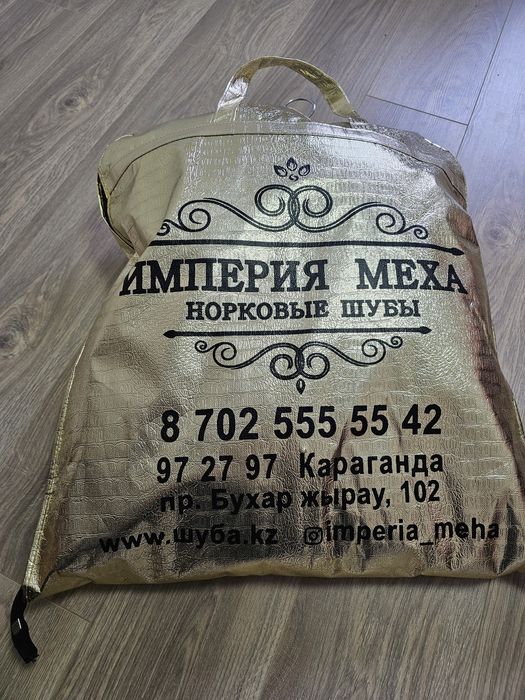 ИМПЕРИЯ МЕХА
НОРКОВЫЕ ШУБЫ
8 702 555 55 42
97 27 97 Караганда
пр. Бухар жырау, 102
www.шуба.kz imperia_meha